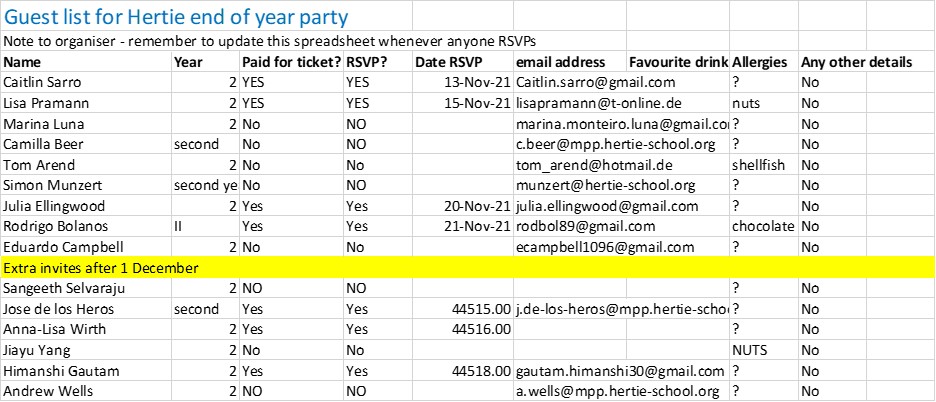 Guest list for Hertie end of year party
Note to organiser - remember to update this spreadsheet whenever anyone RSVPs
Name Year Paid for ticket? RSVP? Date RSVP email address Favourite drink Allergies Any other details
Caitlin Sarro 2 YES YES 13-Nov-21 Caitlin.sarro@gmail.com ? No
Lisa Pramann 2 YES YES 15-Nov-21 lisapramann@t-online.de nuts No
Marina Luna 2 No NO marina.monteiro.luna@gmail.co ? No
Camilla Beer second No NO c.beer@mpp.hertie-school.org ? No
Tom Arend 2 No NO tom_arend@hotmail.de shellfish No
Simon Munzert second ye No NO munzert@hertie-school.org ? No
Julia Ellingwood 2 Yes Yes 20-Nov-21 julia.ellingwood@gmail.com ? No
Rodrigo Bolanos II Yes Yes 21-Nov-21 rodbol89@gmail.com chocolate No
Eduardo Campbell 2 No No ecampbell1096@gmail.com ? No
Extra invites after 1 December
Sangeeth Selvaraju 2 NO NO ? No
Jose de los Heros second Yes Yes 44515.00 j.de-los-heros@mpp.hertie-scho ? No
Anna-Lisa Wirth 2 Yes Yes 44516.00 ? No
Jiayu Yang 2 No No NUTS No
Himanshi Gautam 2 Yes Yes 44518.00 gautam.himanshi30@gmail.com ? No
Andrew Wells 2 NO NO a.wells@mpp.hertie-school.org ? No